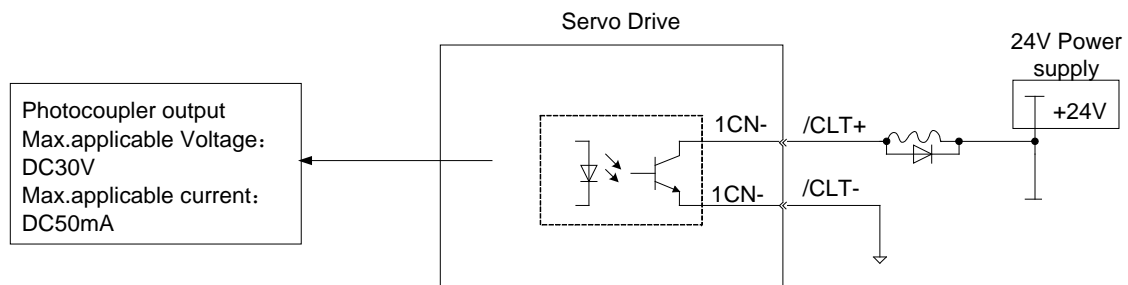 Servo Drive
24V Power
supply
+24V
Photocoupler output
Max.applicable Voltage：
DC30V
Max.applicable current：
DC50mA
1CN-
/CLT+
1CN-
/CLT-